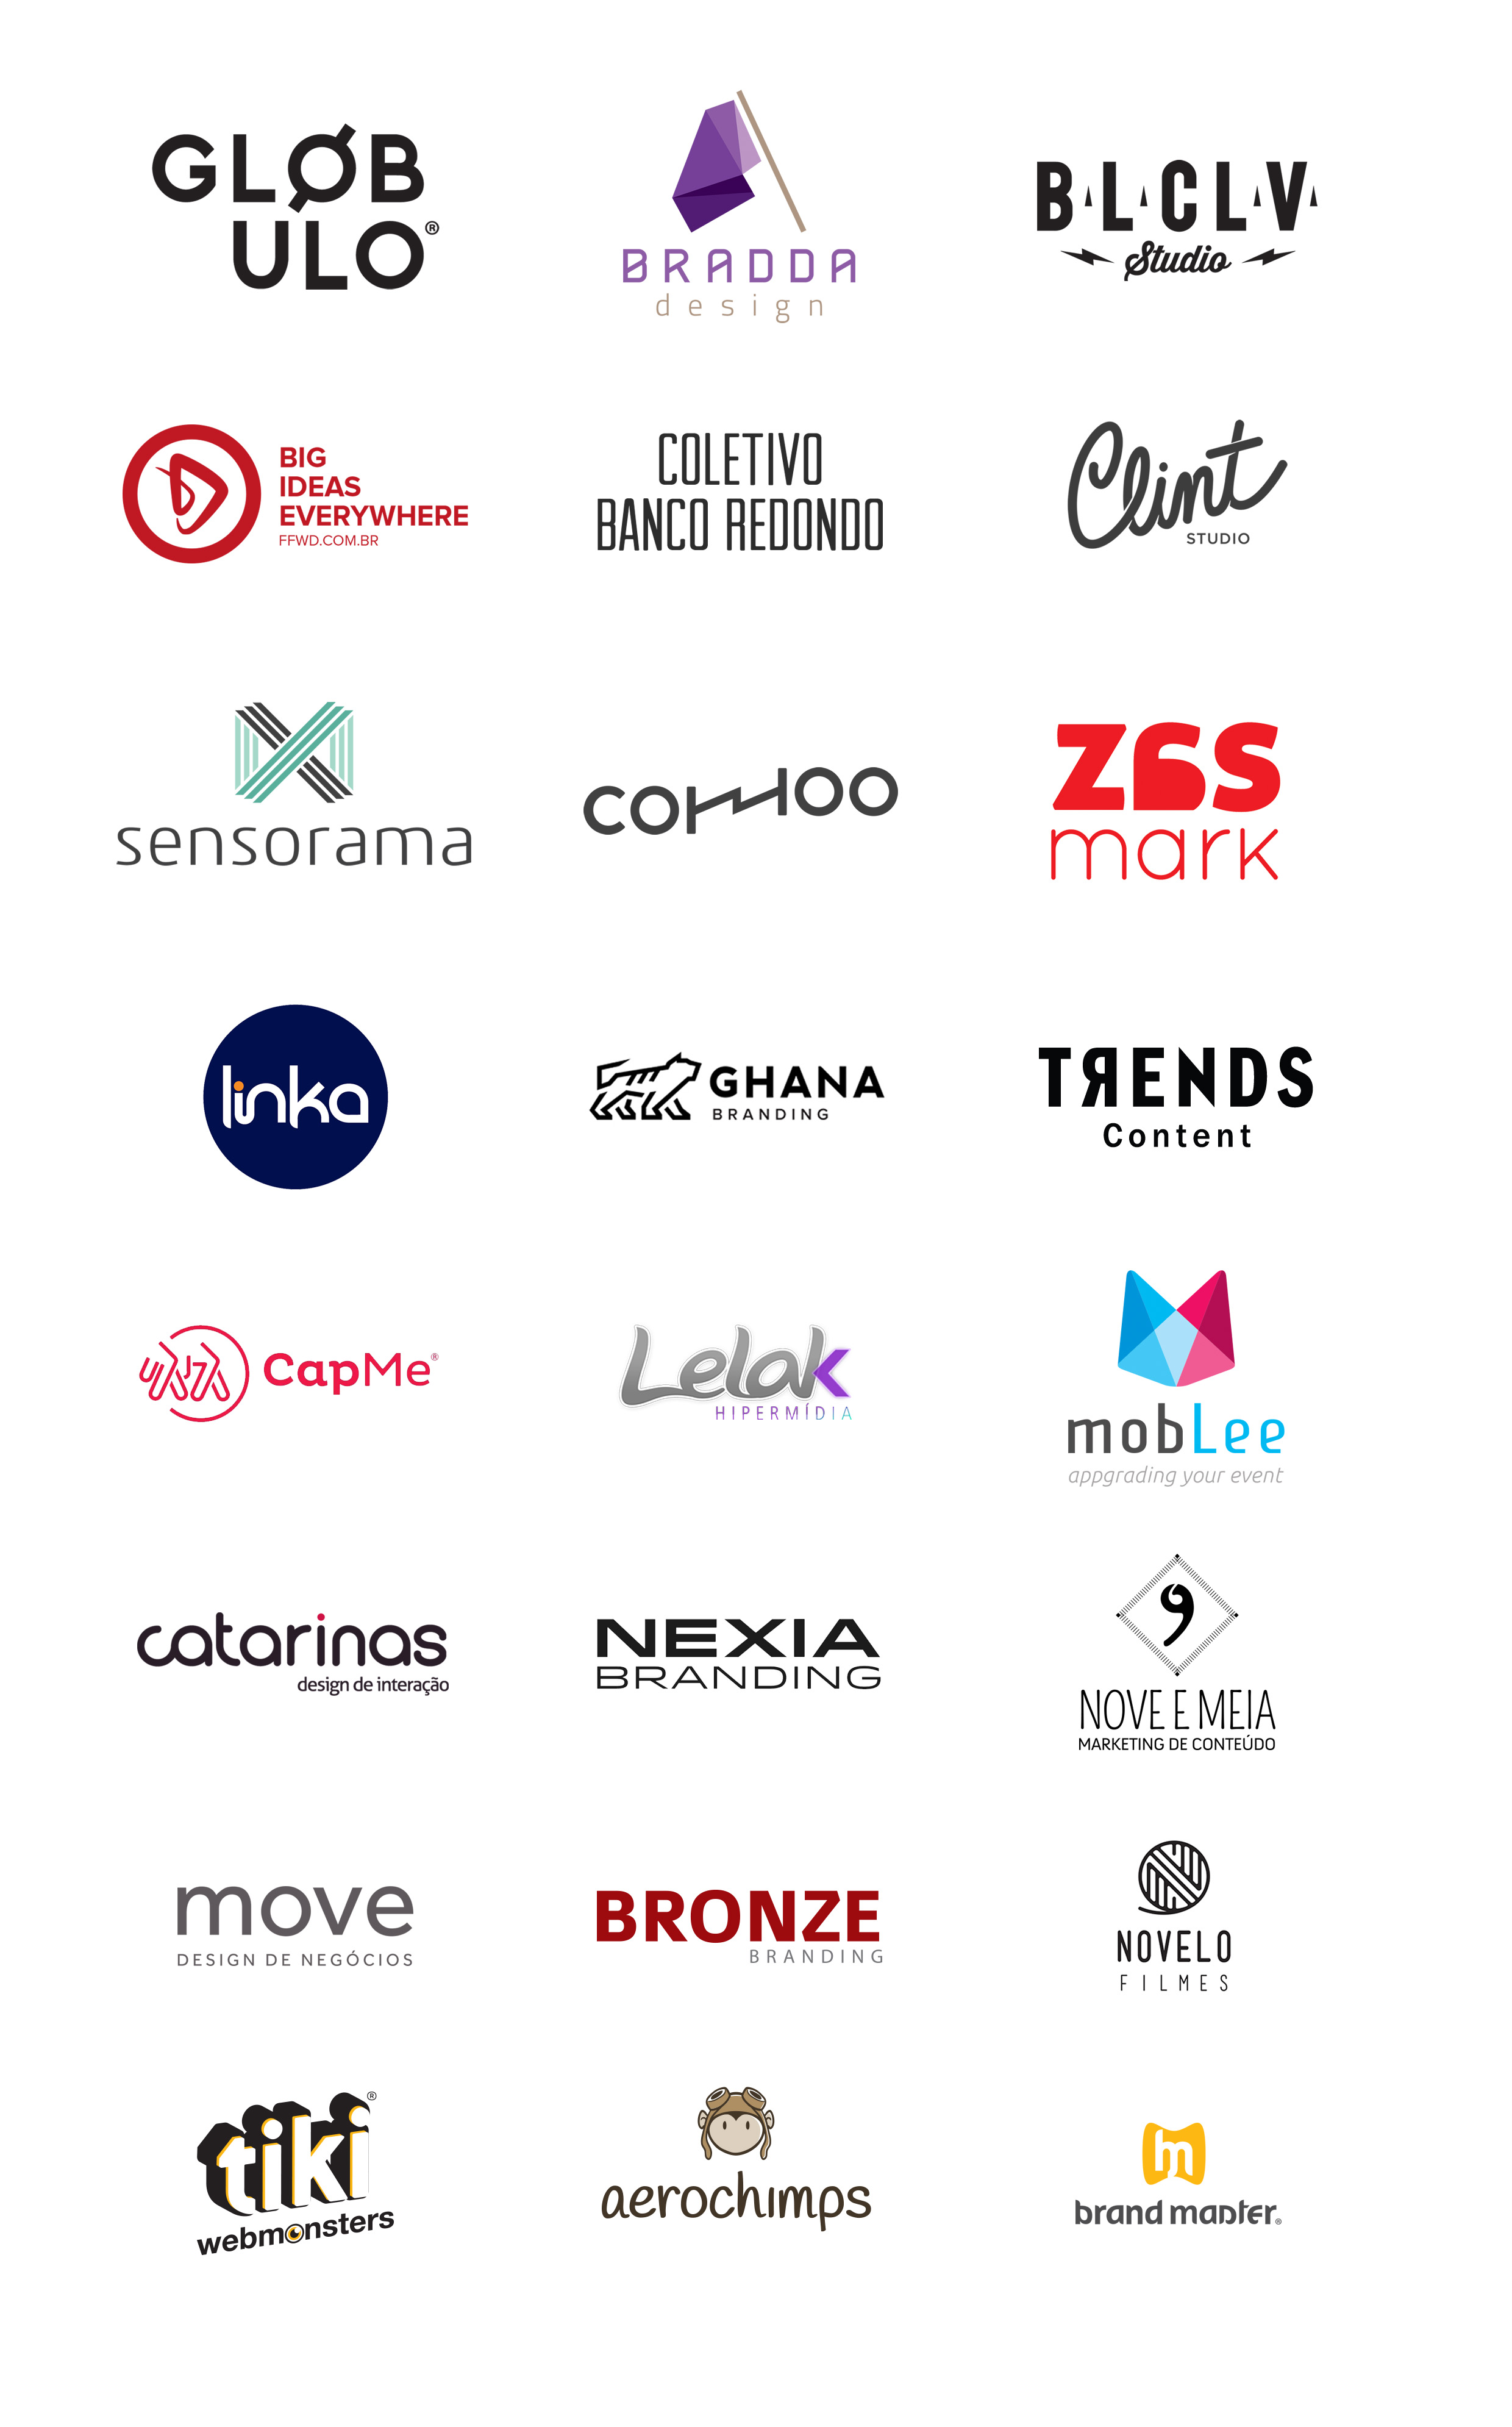 GLØB
ULO®
BRADDA
design
B·L·C L·V·
Studio
BIG
IDEAS
EVERYWHERE
FFWD.COM.BR
COLETIVO
BANCO REDONDO
Clint
STUDIO
sensorama
mark
linka
GHANA
BRANDING
TЯENDS
Content
CapMe®
Lelak
HIPERMÍDIA
mobLee
appgrading your event
catarinas
design de interação
NEXIA
BRANDING
9
NOVE E MEIA
MARKETING DE CONTEÚDO
move
DESIGN DE NEGÓCIOS
BRONZE
BRANDING
NOVELO
FILMES
tiki®
webmonsters
aerochimps
brand master®